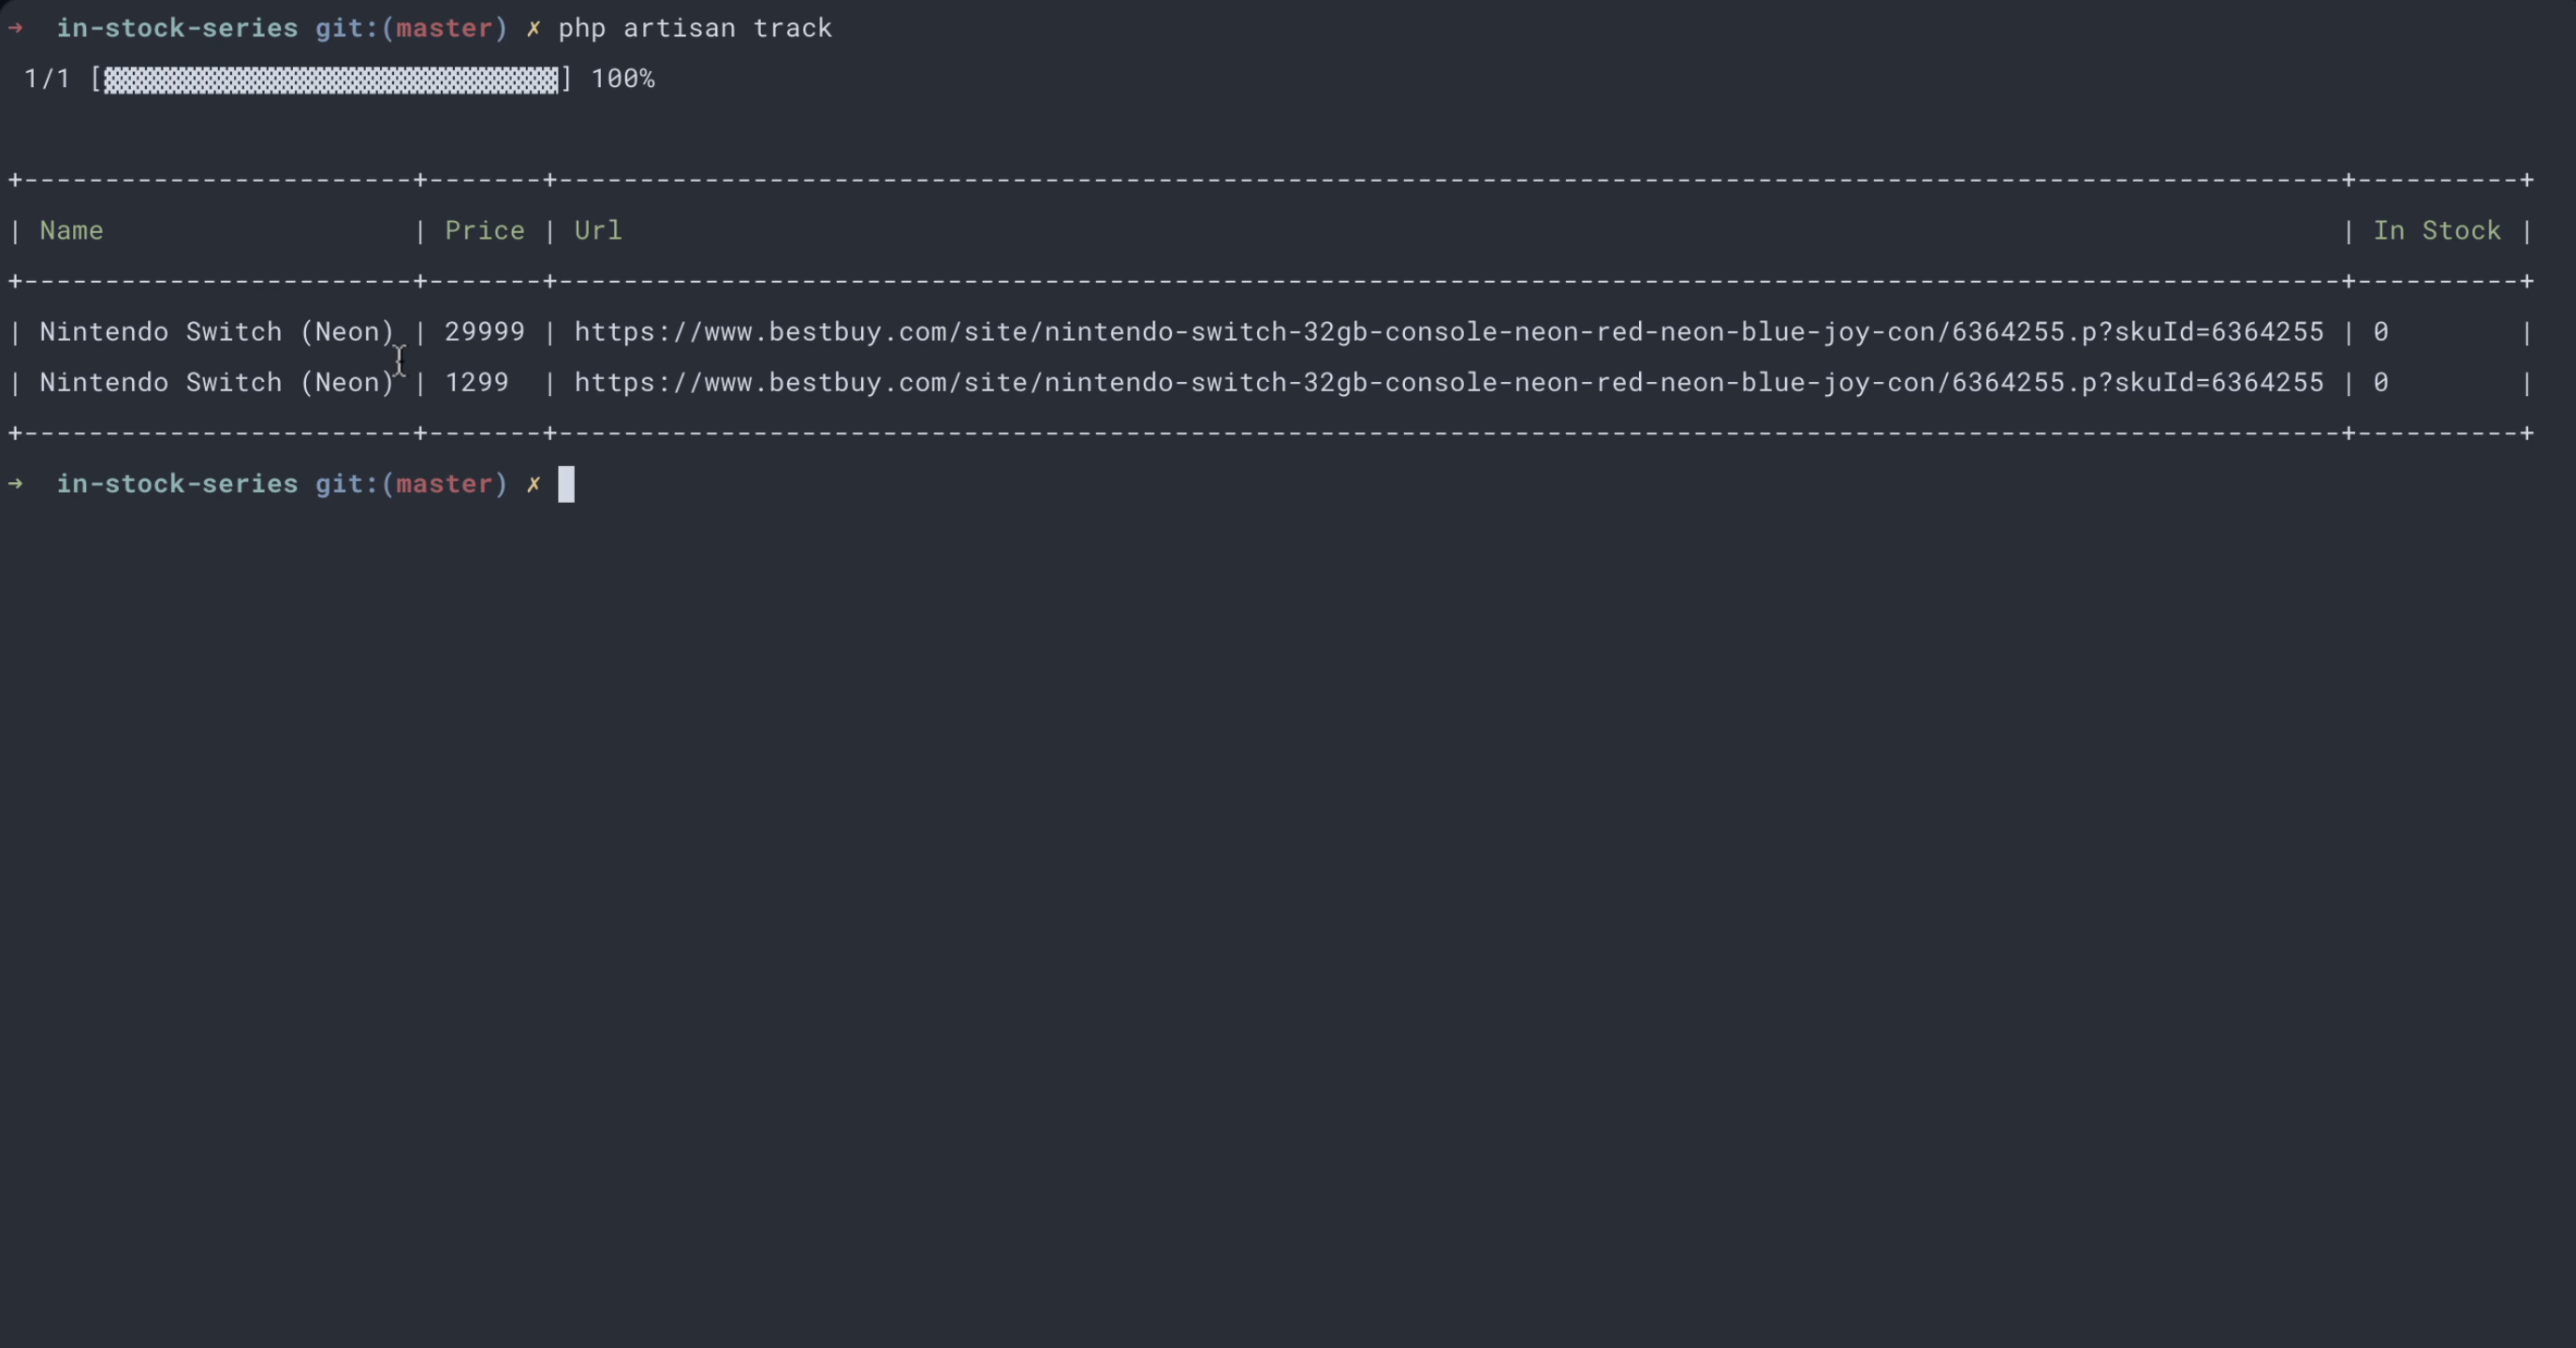 →  in-stock-series git:(master) ✗ php artisan track
 1/1 [▓▓▓▓▓▓▓▓▓▓▓▓▓▓▓▓▓▓▓▓▓▓▓▓▓▓▓▓] 100%
+------------------------+-------+--------------------------------------------------------------------------------------------------------------+----------+
| Name                   | Price | Url                                                                                                          | In Stock |
+------------------------+-------+--------------------------------------------------------------------------------------------------------------+----------+
| Nintendo Switch (Neon) | 29999 | https://www.bestbuy.com/site/nintendo-switch-32gb-console-neon-red-neon-blue-joy-con/6364255.p?skuId=6364255 | 0        |
| Nintendo Switch (Neon) | 1299  | https://www.bestbuy.com/site/nintendo-switch-32gb-console-neon-red-neon-blue-joy-con/6364255.p?skuId=6364255 | 0        |
+------------------------+-------+--------------------------------------------------------------------------------------------------------------+----------+
→  in-stock-series git:(master) ✗